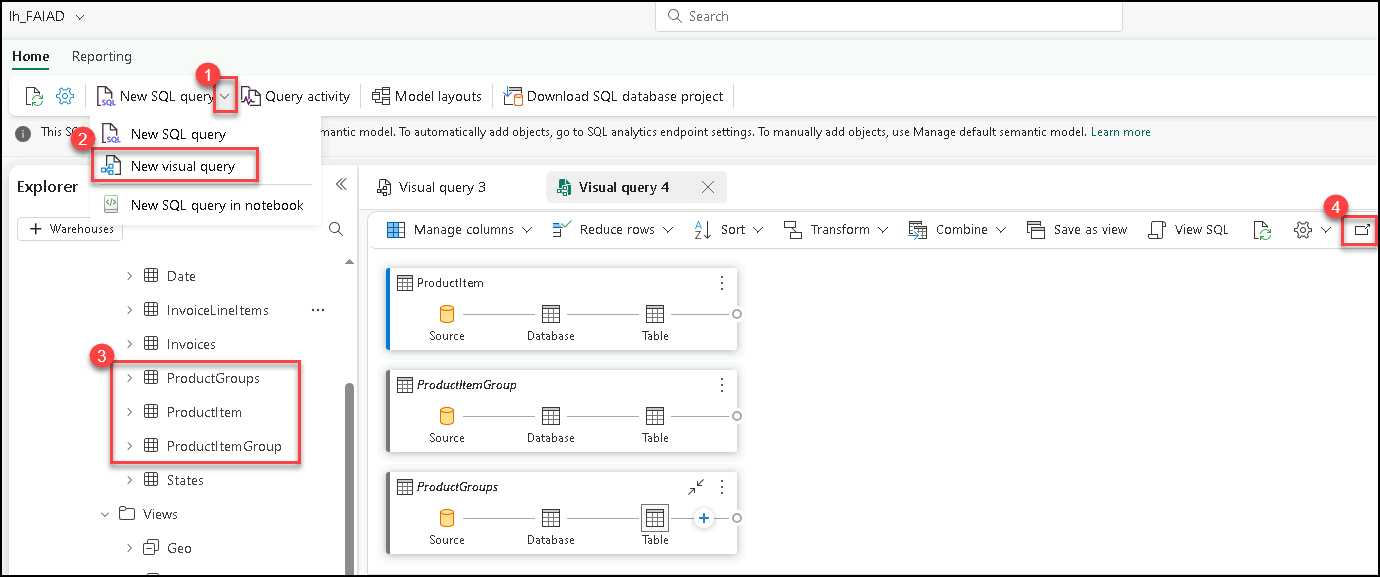 lh_FAIAD
Search
Home Reporting
1
New SQL query Query activity Model layouts Download SQL database project
This S
mantic model. To automatically add objects, go to SQL analytics endpoint settings. To manually add objects, use Manage default semantic model. Learn more
New SQL query
2
New visual query
New SQL query in notebook
Explorer
+ Warehouses
Visual query 3 Visual query 4
4
Manage columns Reduce rows Sort Transform Combine Save as view View SQL
Date
InvoiceLineItems
Invoices
3
ProductGroups
ProductItem
ProductItemGroup
States
Views
Geo
ProductItem
Source Database Table
ProductItemGroup
Source Database Table
ProductGroups
Source Database Table